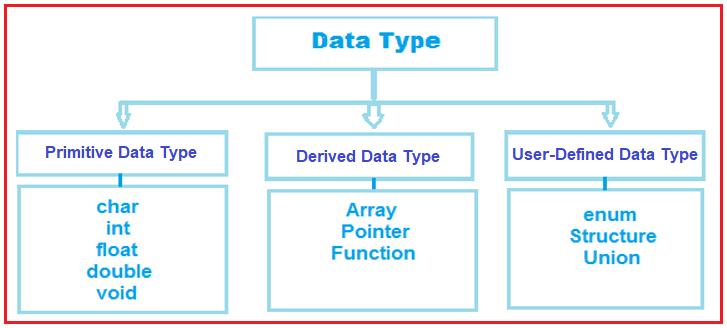 Data Type
Primitive Data Type
char
int
float
double
void
Derived Data Type
Array
Pointer
Function
User-Defined Data Type
enum
Structure
Union